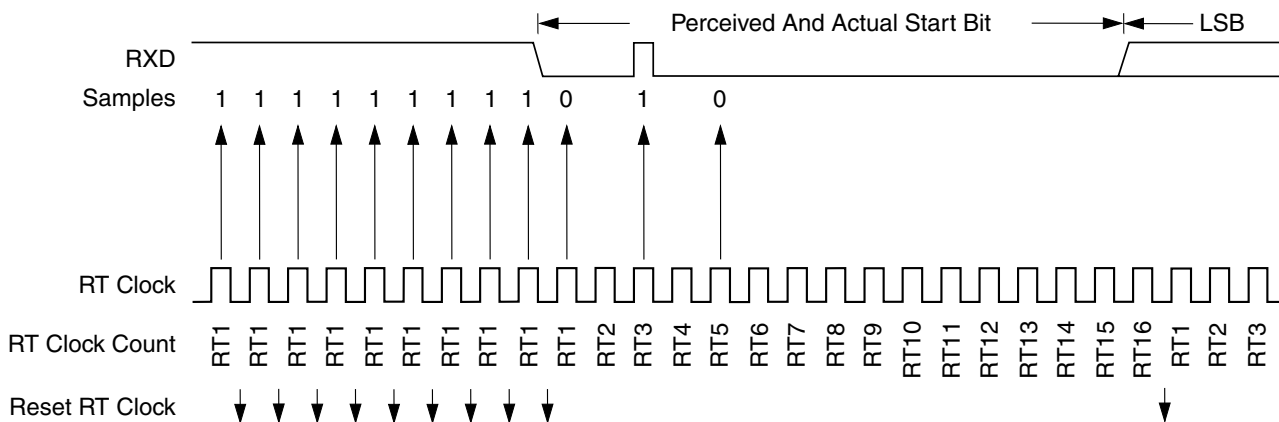 Perceived And Actual Start Bit LSB
RXD
Samples 1 1 1 1 1 1 1 1 1 0 1 0
RT Clock
RT Clock Count RT1 RT1 RT1 RT1 RT1 RT1 RT1 RT1 RT1 RT1 RT2 RT3 RT4 RT5 RT6 RT7 RT8 RT9 RT10 RT11 RT12 RT13 RT14 RT15 RT16 RT1 RT2 RT3
Reset RT Clock